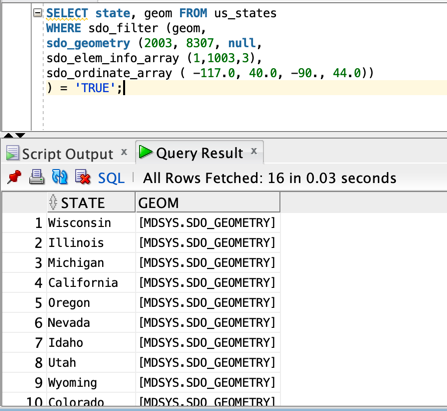 SELECT state, geom FROM us_states
WHERE sdo_filter (geom,
sdo_geometry (2003, 8307, null,
sdo_elem_info_array (1,1003,3),
sdo_ordinate_array ( -117.0, 40.0, -90., 44.0))
) = 'TRUE';
Script Output x Query Result x
SQL All Rows Fetched: 16 in 0.03 seconds
STATE GEOM
1 Wisconsin [MDSYS.SDO_GEOMETRY]
2 Illinois [MDSYS.SDO_GEOMETRY]
3 Michigan [MDSYS.SDO_GEOMETRY]
4 California [MDSYS.SDO_GEOMETRY]
5 Oregon [MDSYS.SDO_GEOMETRY]
6 Nevada [MDSYS.SDO_GEOMETRY]
7 Idaho [MDSYS.SDO_GEOMETRY]
8 Utah [MDSYS.SDO_GEOMETRY]
9 Wyoming [MDSYS.SDO_GEOMETRY]
10 Colorado [MDSYS.SDO_GEOMETRY]